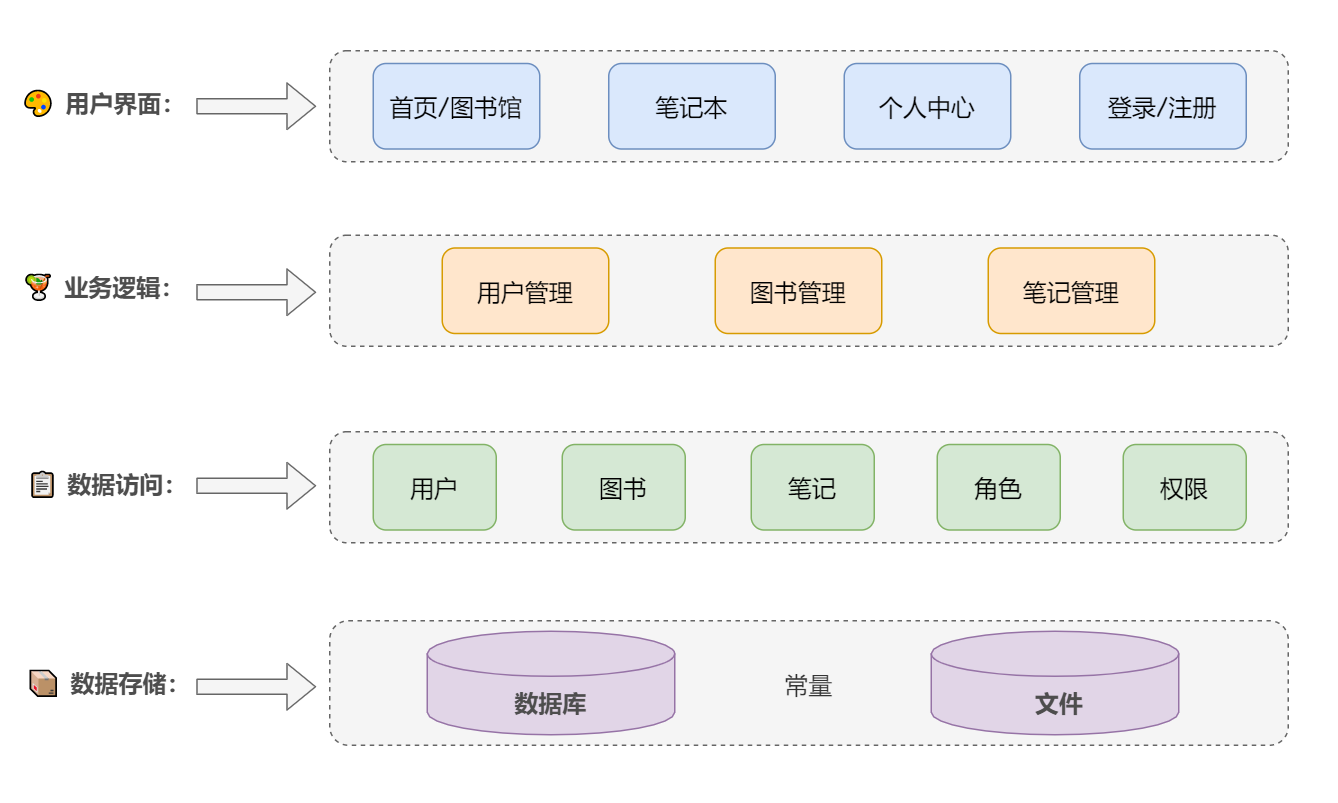 用户界面：
首页/图书馆
笔记本
个人中心
登录/注册
业务逻辑：
用户管理
图书管理
笔记管理
数据访问：
用户
图书
笔记
角色
权限
数据存储：
数据库
常量
文件